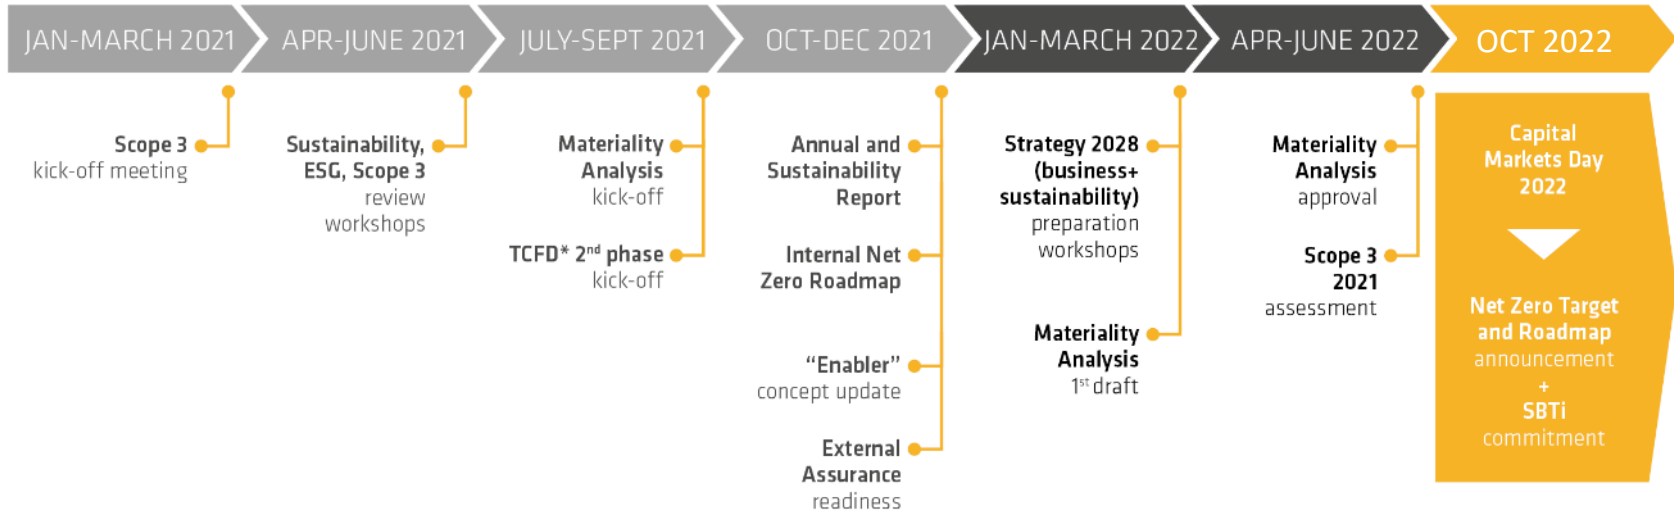 JAN-MARCH 2021
APR-JUNE 2021
JULY-SEPT 2021
OCT-DEC 2021
JAN-MARCH 2022
APR-JUNE 2022
OCT 2022
Scope 3
kick-off meeting
Sustainability,
ESG, Scope 3
review
workshops
Materiality
Analysis
kick-off
TCFD* 2nd phase
kick-off
Annual and
Sustainability
Report
Internal Net
Zero Roadmap
“Enabler”
concept update
External
Assurance
readiness
Strategy 2028
(business+
sustainability)
preparation
workshops
Materiality
Analysis
1st draft
Materiality
Analysis
approval
Scope 3
2021
assessment
Capital
Markets Day
2022
Net Zero Target
and Roadmap
announcement
+
SBTi
commitment